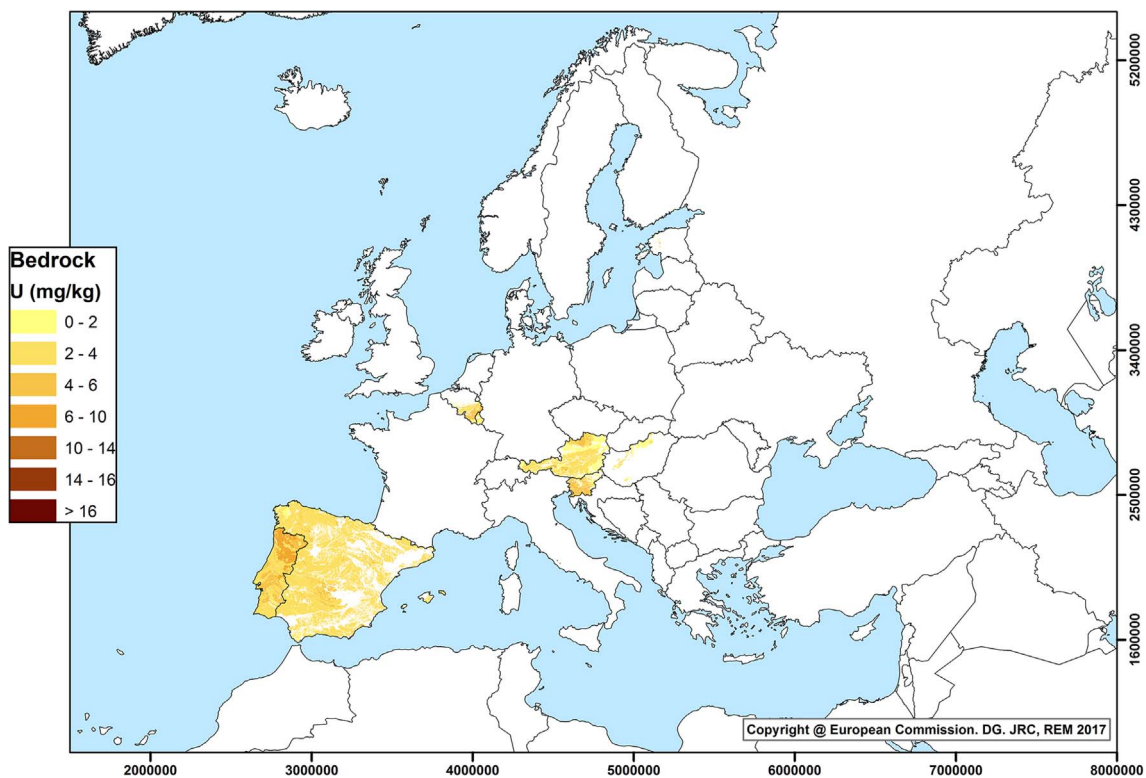 Bedrock
U (mg/kg)
0 - 2
2 - 4
4 - 6
6 - 10
10 - 14
14 - 16
> 16
5200000
4300000
3400000
2500000
1600000
Copyright @ European Commission. DG. JRC, REM 2017
2000000 3000000 4000000 5000000 6000000 7000000 8000000